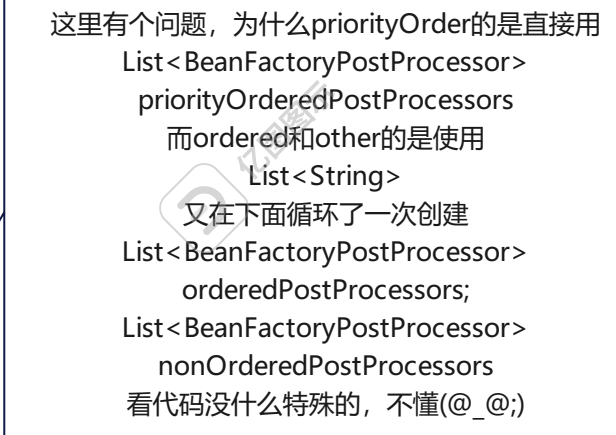 这里有个问题，为什么priorityOrder的是直接用
List<BeanFactoryPostProcessor>
priorityOrderedPostProcessors
而ordered和other的是使用
List<String>
又在下面循环了一次创建
List<BeanFactoryPostProcessor>
orderedPostProcessors;
List<BeanFactoryPostProcessor>
nonOrderedPostProcessors
看代码没什么特殊的，不懂(@_@;)
亿图图示